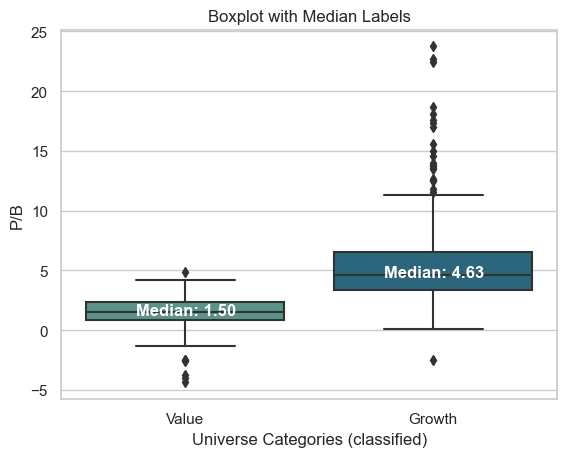 Boxplot with Median Labels
25
20
15
10
5
0
−5
P/B
Median: 1.50
Median: 4.63
Value
Growth
Universe Categories (classified)